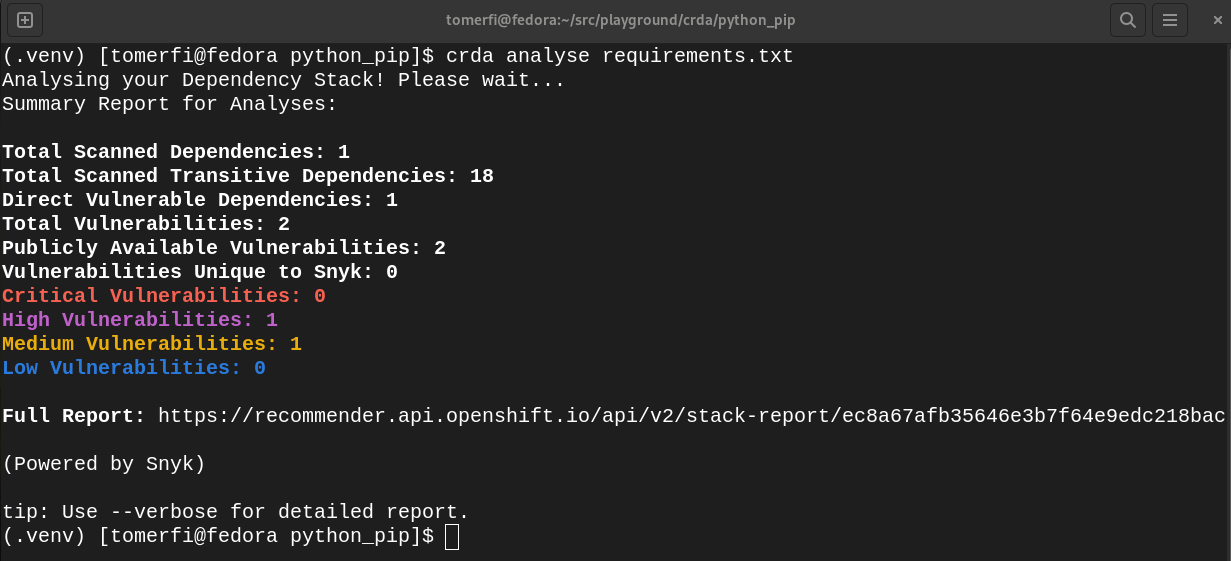 tomerfi@fedora:~/src/playground/crda/python_pip
(.venv) [tomerfi@fedora python_pip]$ crda analyse requirements.txt
Analysing your Dependency Stack! Please wait...
Summary Report for Analyses:
Total Scanned Dependencies: 1
Total Scanned Transitive Dependencies: 18
Direct Vulnerable Dependencies: 1
Total Vulnerabilities: 2
Publicly Available Vulnerabilities: 2
Vulnerabilities Unique to Snyk: 0
Critical Vulnerabilities: 0
High Vulnerabilities: 1
Medium Vulnerabilities: 1
Low Vulnerabilities: 0
Full Report: https://recommender.api.openshift.io/api/v2/stack-report/ec8a67afb35646e3b7f64e9edc218bac
(Powered by Snyk)
tip: Use --verbose for detailed report.
(.venv) [tomerfi@fedora python_pip]$